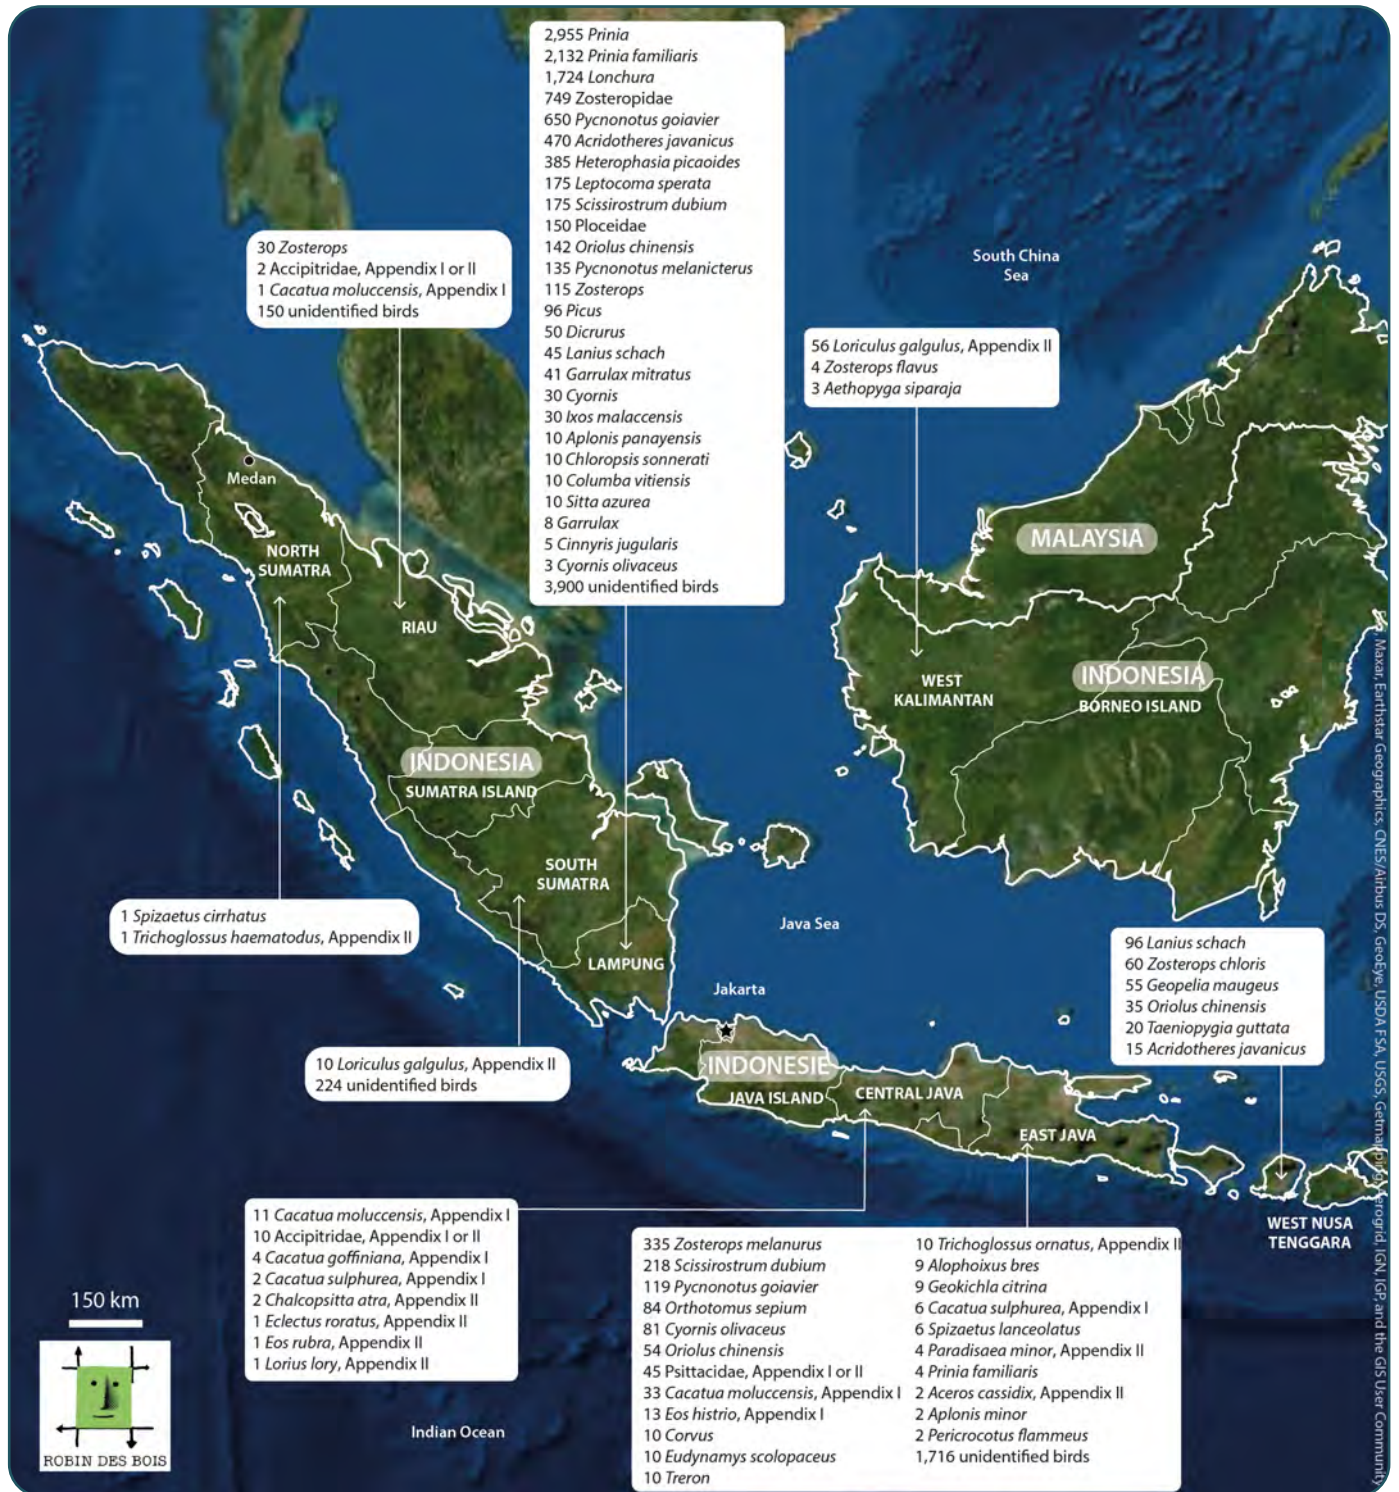 2,955 Prinia
2,132 Prinia familiaris
1,724 Lonchura
749 Zosteropidae
650 Pycnonotus goiavier
470 Acridotheres javanicus
385 Heterophasia picaoides
175 Leptocoma sperata
175 Scissirostrum dubium
150 Ploceidae
142 Oriolus chinensis
135 Pycnonotus melanicterus
115 Zosterops
96 Picus
50 Dicrurus
45 Lanius schach
41 Garrulax mitratus
30 Cyornis
30 Ixos malaccensis
10 Aplonis panayensis
10 Chloropsis sonnerati
10 Columba vitiensis
10 Sitta azurea
8 Garrulax
5 Cinnyris jugularis
3 Cyornis olivaceus
3,900 unidentified birds
30 Zosterops
2 Accipitridae, Appendix I or II
1 Cacatua moluccensis, Appendix I
150 unidentified birds
South China
Sea
56 Loriculus galgulus, Appendix II
4 Zosterops flavus
3 Aethopyga siparaja
Medan
NORTH
SUMATRA
RIAU
MALAYSIA
WEST
KALIMANTAN
INDONESIA
BORNEO ISLAND
INDONESIA
SUMATRA ISLAND
SOUTH
SUMATRA
LAMPUNG
Java Sea
Jakarta
1 Spizaetus cirrhatus
1 Trichoglossus haematodus, Appendix II
96 Lanius schach
60 Zosterops chloris
55 Geopelia maugeus
35 Oriolus chinensis
20 Taeniopygia guttata
15 Acridotheres javanicus
10 Loriculus galgulus, Appendix II
224 unidentified birds
INDONESIE
JAVA ISLAND
CENTRAL JAVA
EAST JAVA
WEST NUSA
TENGGARA
11 Cacatua moluccensis, Appendix I
10 Accipitridae, Appendix I or II
4 Cacatua goffiniana, Appendix I
2 Cacatua sulphurea, Appendix I
2 Chalcopsitta atra, Appendix II
1 Eclectus roratus, Appendix II
1 Eos rubra, Appendix II
1 Lorius lory, Appendix II
335 Zosterops melanurus
218 Scissirostrum dubium
119 Pycnonotus goiavier
84 Orthotomus sepium
81 Cyornis olivaceus
54 Oriolus chinensis
45 Psittacidae, Appendix I or II
33 Cacatua moluccensis, Appendix I
13 Eos histrio, Appendix I
10 Corvus
10 Eudynamys scolopaceus
10 Treron
10 Trichoglossus ornatus, Appendix II
9 Alophoixus bres
9 Geokichla citrina
6 Cacatua sulphurea, Appendix I
6 Spizaetus lanceolatus
4 Paradisaea minor, Appendix II
4 Prinia familiaris
2 Aceros cassidix, Appendix II
2 Aplonis minor
2 Pericrocotus flammeus
1,716 unidentified birds
150 km
ROBIN DES BOIS
Indian Ocean
Maxar, Earthstar Geographics, CNES/Airbus DS, GeoEye, USDA FSA, USGS, Getmapping, Aerogrid, IGN, IGP, and the GIS User Community